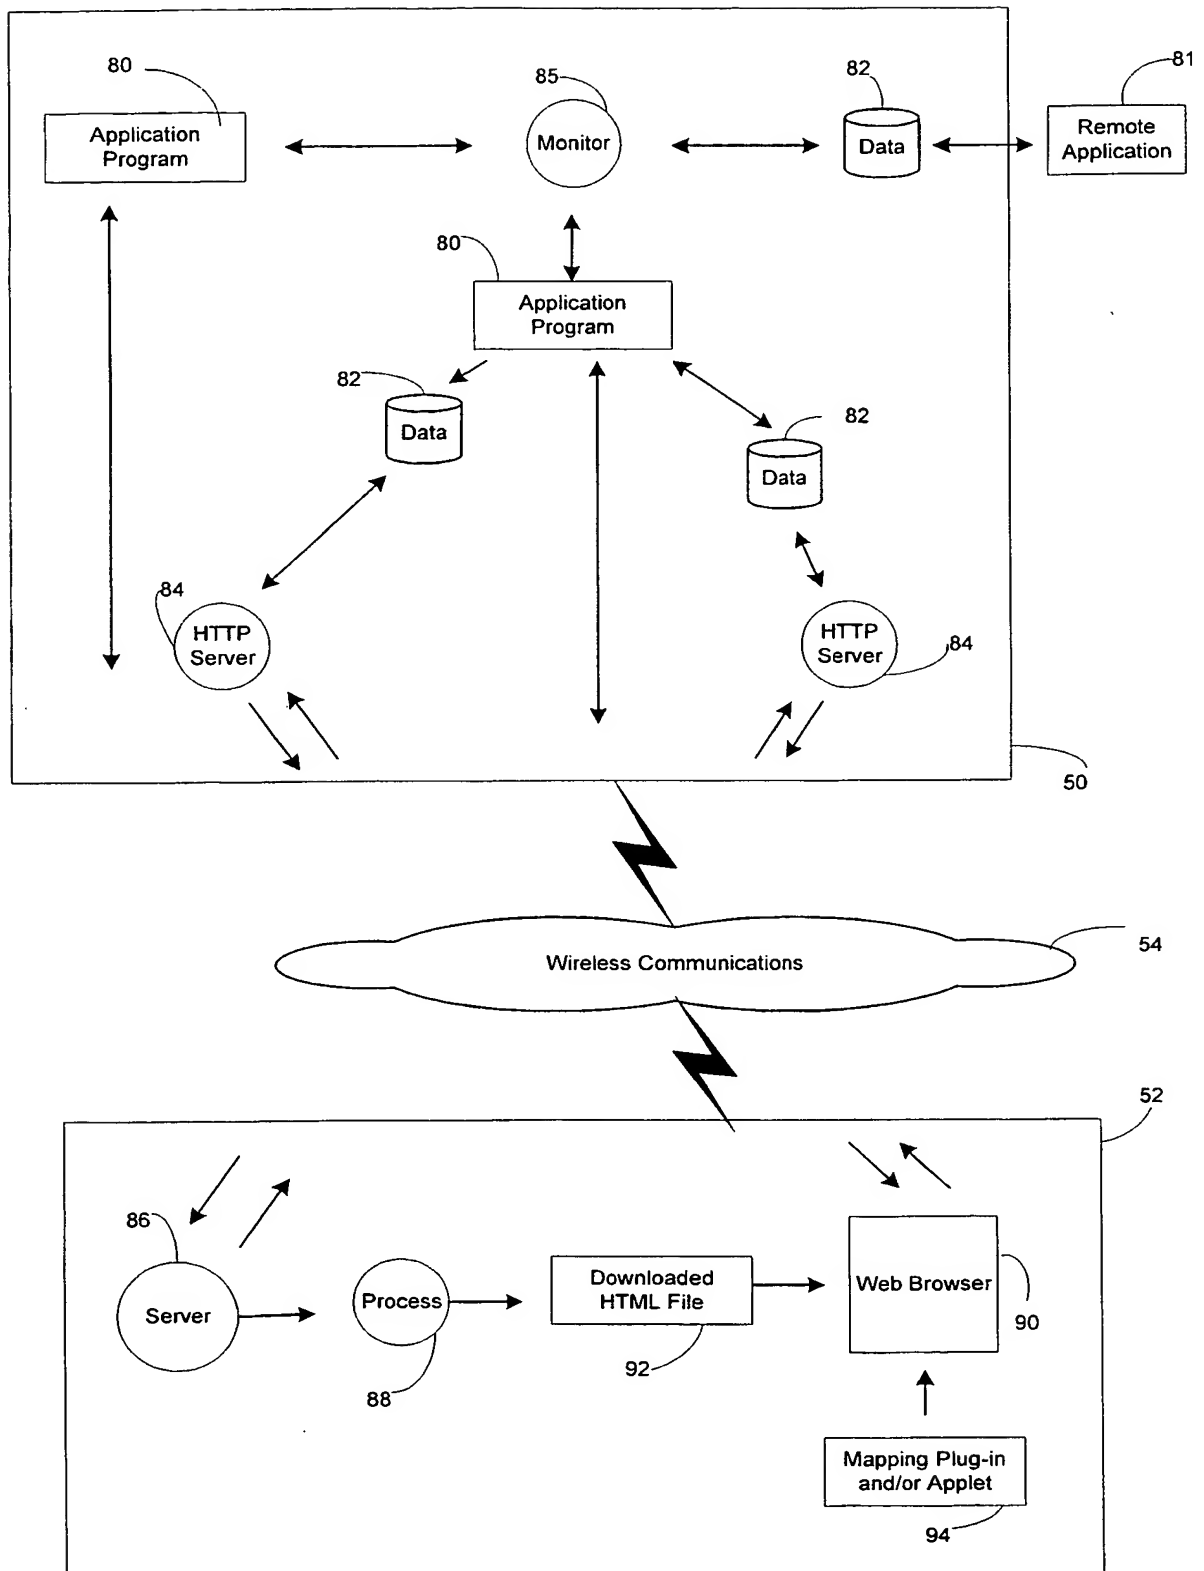 80
85
82
81
Application
Program
Monitor
Data
Remote
Application
80
Application
Program
82
Data
82
Data
84
HTTP
Server
HTTP
Server
84
50
Wireless Communications
54
52
86
Server
Process
88
Downloaded
HTML File
92
Web Browser
90
Mapping Plug-in
and/or Applet
94